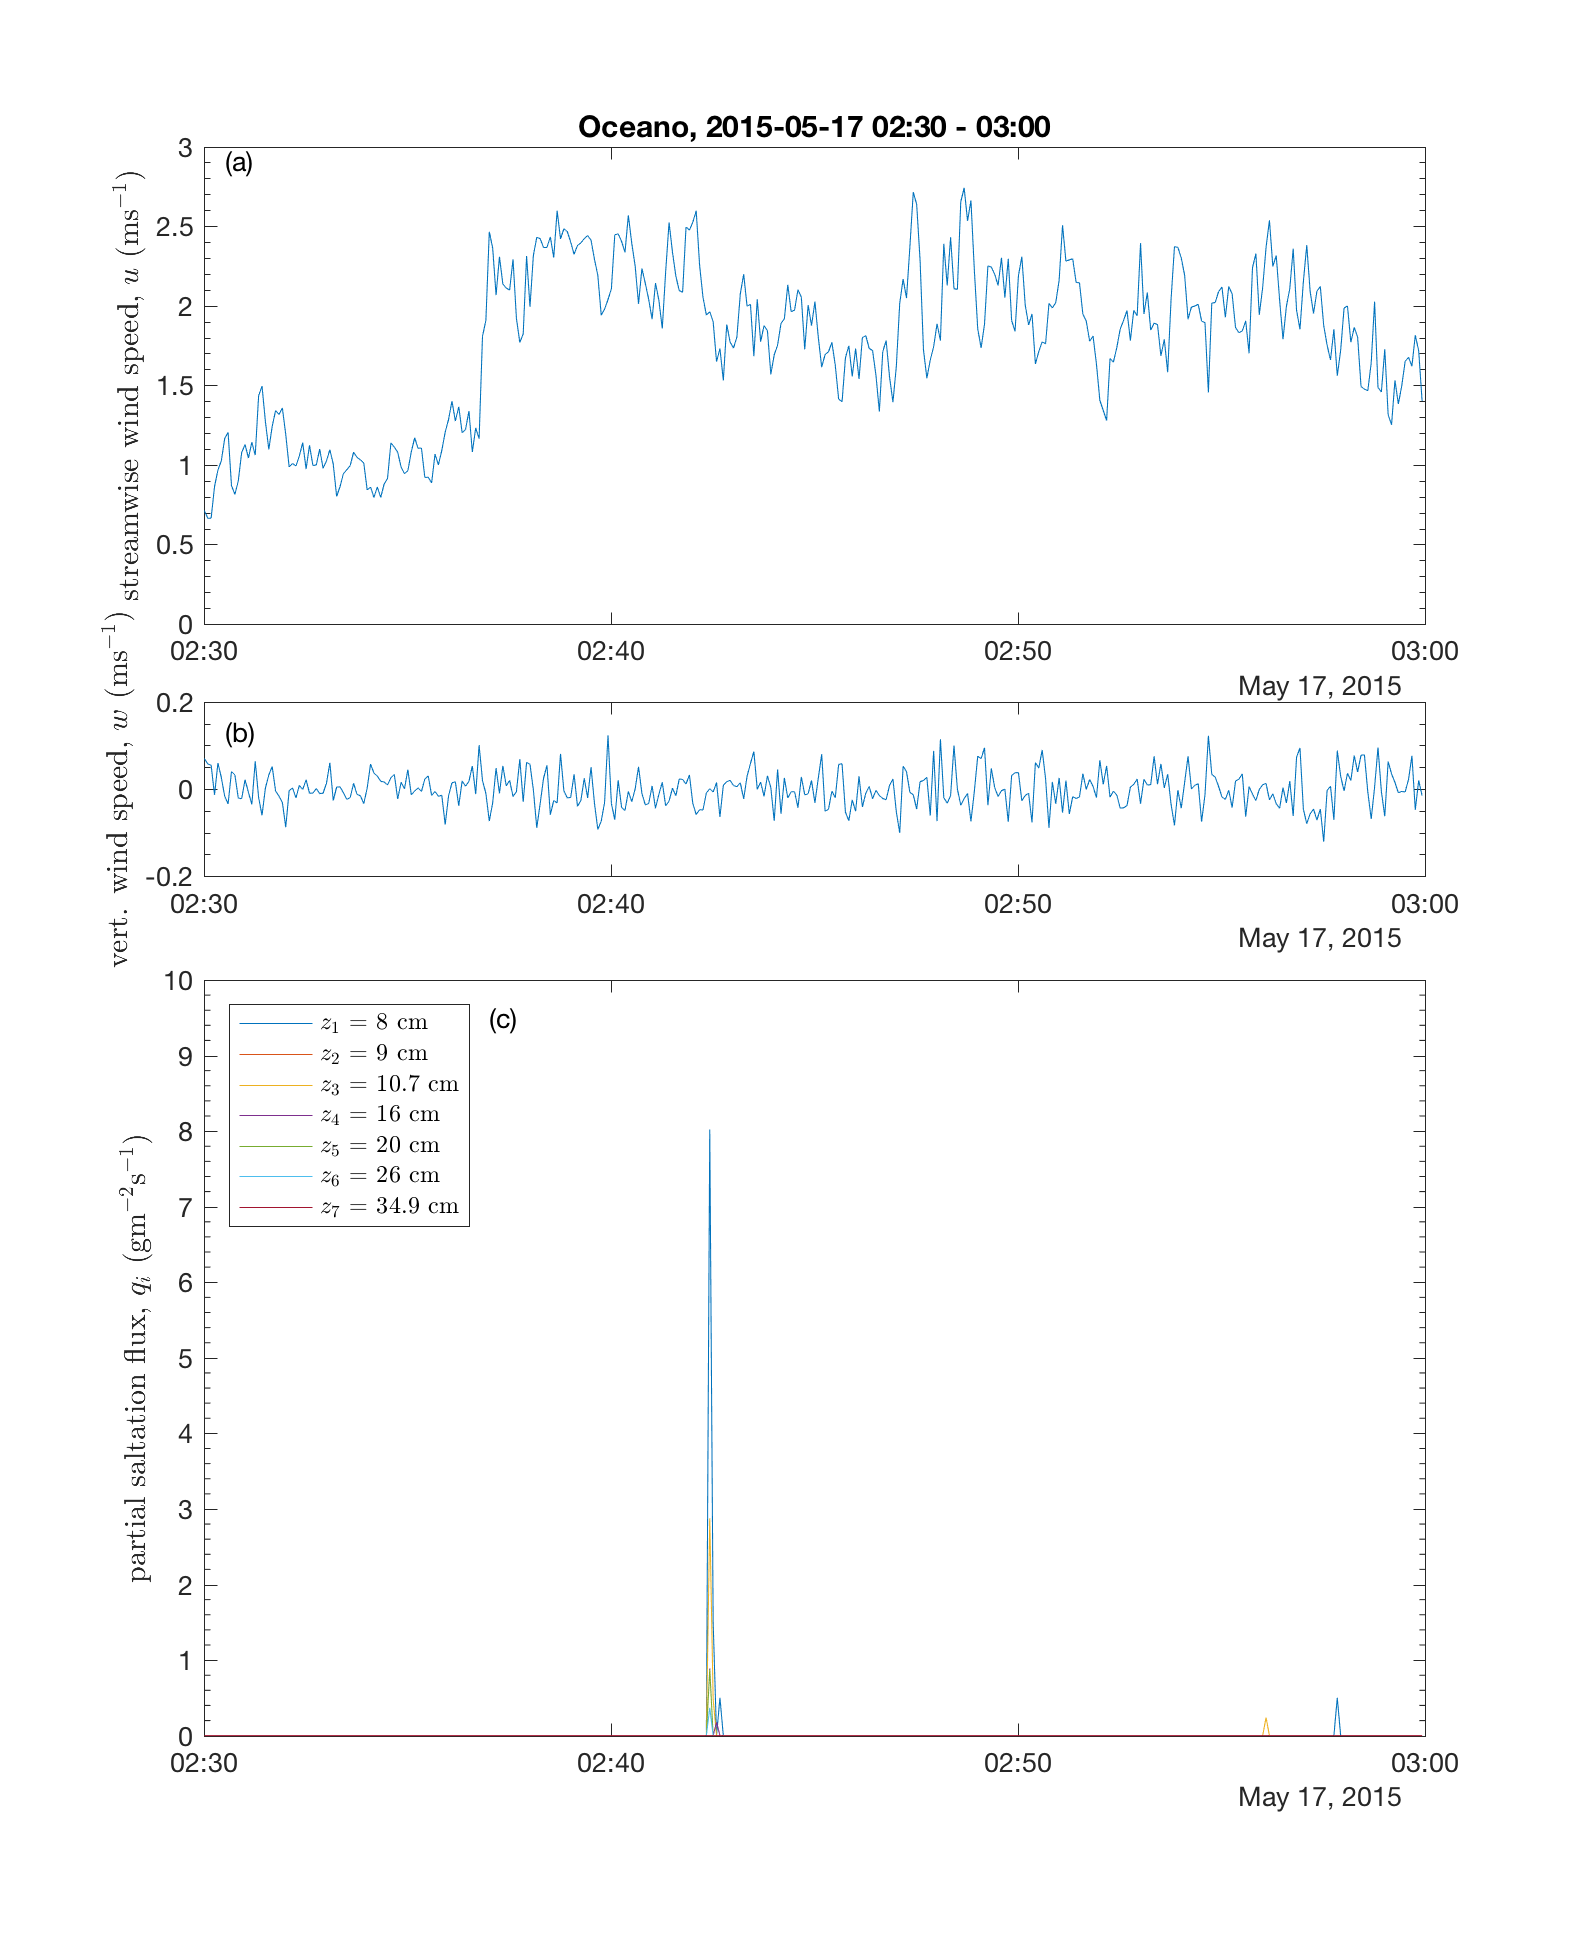 Oceano, 2015-05-17 02:30 - 03:00
(a)
streamwise wind speed, u (ms⁻¹)
3
2.5
2
1.5
1
0.5
0
02:30 02:40 02:50 03:00
May 17, 2015
(b)
vert. wind speed, w (ms⁻¹)
0.2
0
-0.2
02:30 02:40 02:50 03:00
May 17, 2015
(c)
partial saltation flux, qᵢ (gm⁻²s⁻¹)
10
9
8
7
6
5
4
3
2
1
0
z₁ = 8 cm
z₂ = 9 cm
z₃ = 10.7 cm
z₄ = 16 cm
z₅ = 20 cm
z₆ = 26 cm
z₇ = 34.9 cm
02:30 02:40 02:50 03:00
May 17, 2015